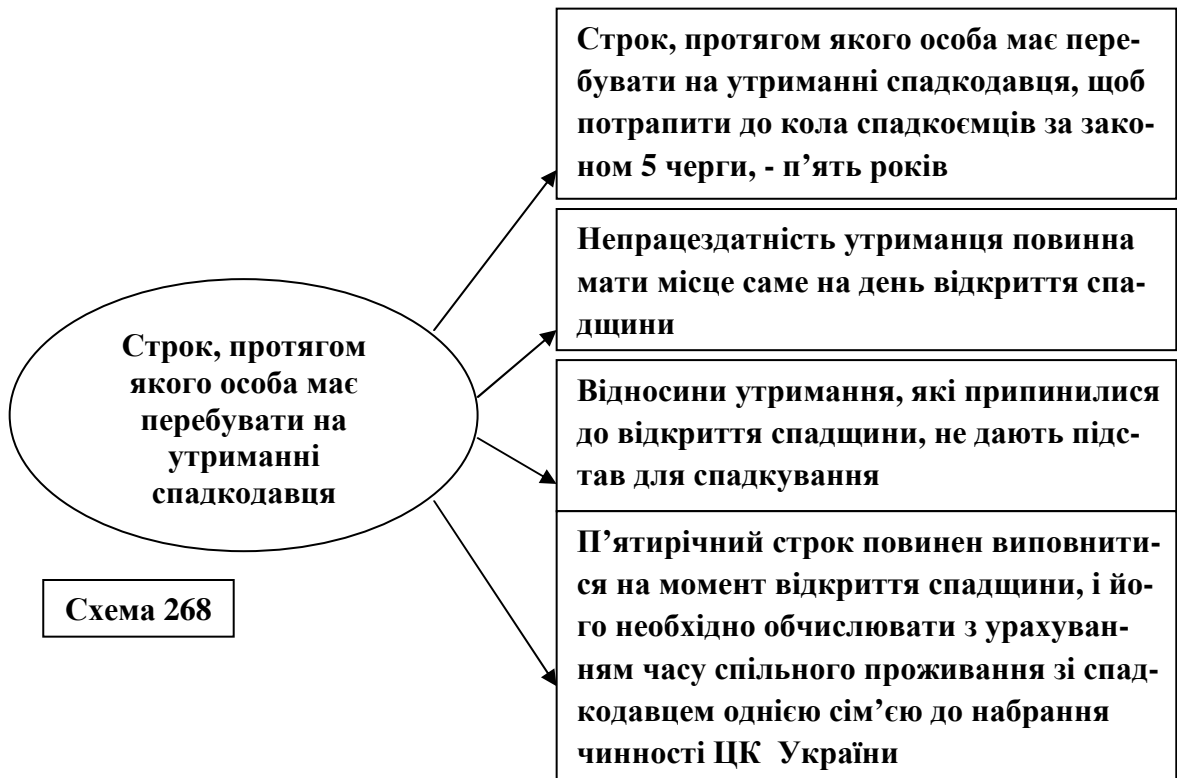 Строк, протягом якого особа має пере-
бувати на утриманні спадкодавця, щоб
потрапити до кола спадкоємців за зако-
ном 5 черги, - п’ять років
Непрацездатність утриманця повинна
мати місце саме на день відкриття спа-
дщини
Строк, протягом
якого особа має
перебувати на
утриманні
спадкодавця
Відносини утримання, які припинилися
до відкриття спадщини, не дають підс-
тав для спадкування
П’ятирічний строк повинен виповнити-
ся на момент відкриття спадщини, і йо-
го необхідно обчислювати з урахуван-
ням часу спільного проживання зі спад-
кодавцем однією сім’єю до набрання
чинності ЦК України
Схема 268